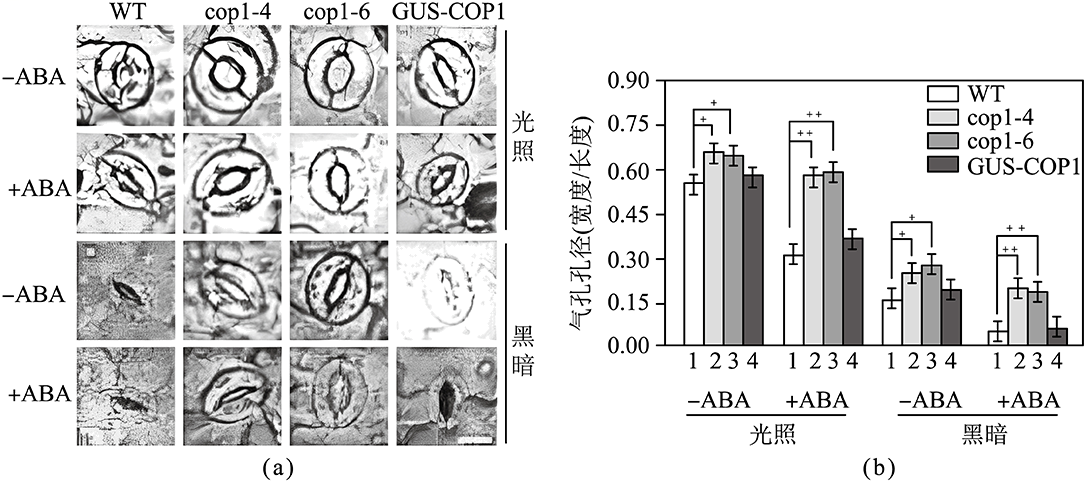 WT cop1-4 cop1-6 GUS-COP1
−ABA
+ABA
光照
−ABA
+ABA
黑暗
(a)
气孔孔径(宽度/长度)
0.90
0.75
0.60
0.45
0.30
0.15
0.00
WT
cop1-4
cop1-6
GUS-COP1
+
+
++
++
+
+
++
++
1 2 3 4 1 2 3 4 1 2 3 4 1 2 3 4
−ABA +ABA −ABA +ABA
光照 黑暗
(b)